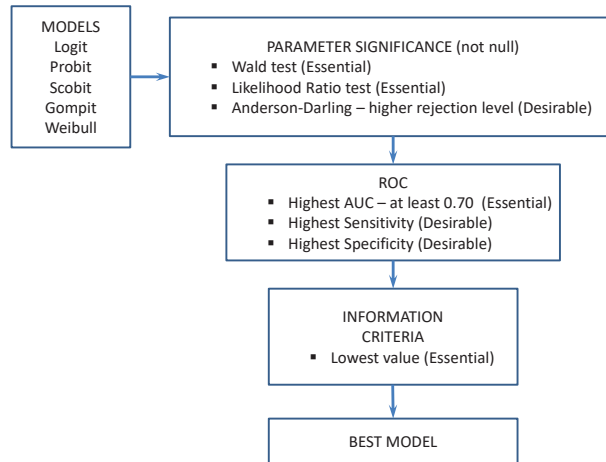 MODELS
Logit
Probit
Scobit
Gompit
Weibull
PARAMETER SIGNIFICANCE (not null)
▪ Wald test (Essential)
▪ Likelihood Ratio test (Essential)
▪ Anderson-Darling – higher rejection level (Desirable)
ROC
▪ Highest AUC – at least 0.70 (Essential)
▪ Highest Sensitivity (Desirable)
▪ Highest Specificity (Desirable)
INFORMATION
CRITERIA
▪ Lowest value (Essential)
BEST MODEL